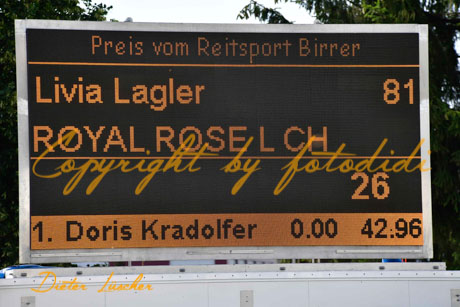 Preis vom Reitsport Birrer
Livia Lagler 81
ROYAL ROSE L CH
Copyright by fotodidi
26
1. Doris Kradolfer 0.00 42.96
Dieter Lüscher